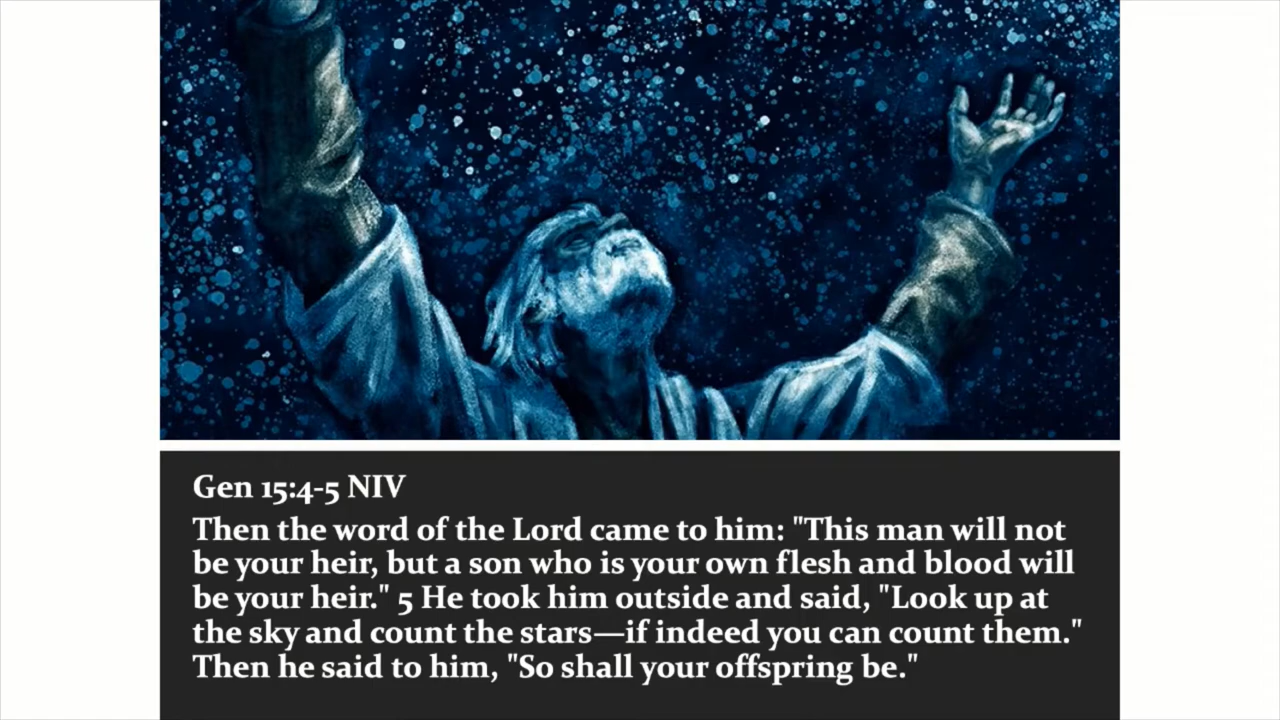 Gen 15:4-5 NIV
Then the word of the Lord came to him: "This man will not
be your heir, but a son who is your own flesh and blood will
be your heir." 5 He took him outside and said, "Look up at
the sky and count the stars—if indeed you can count them."
Then he said to him, "So shall your offspring be."